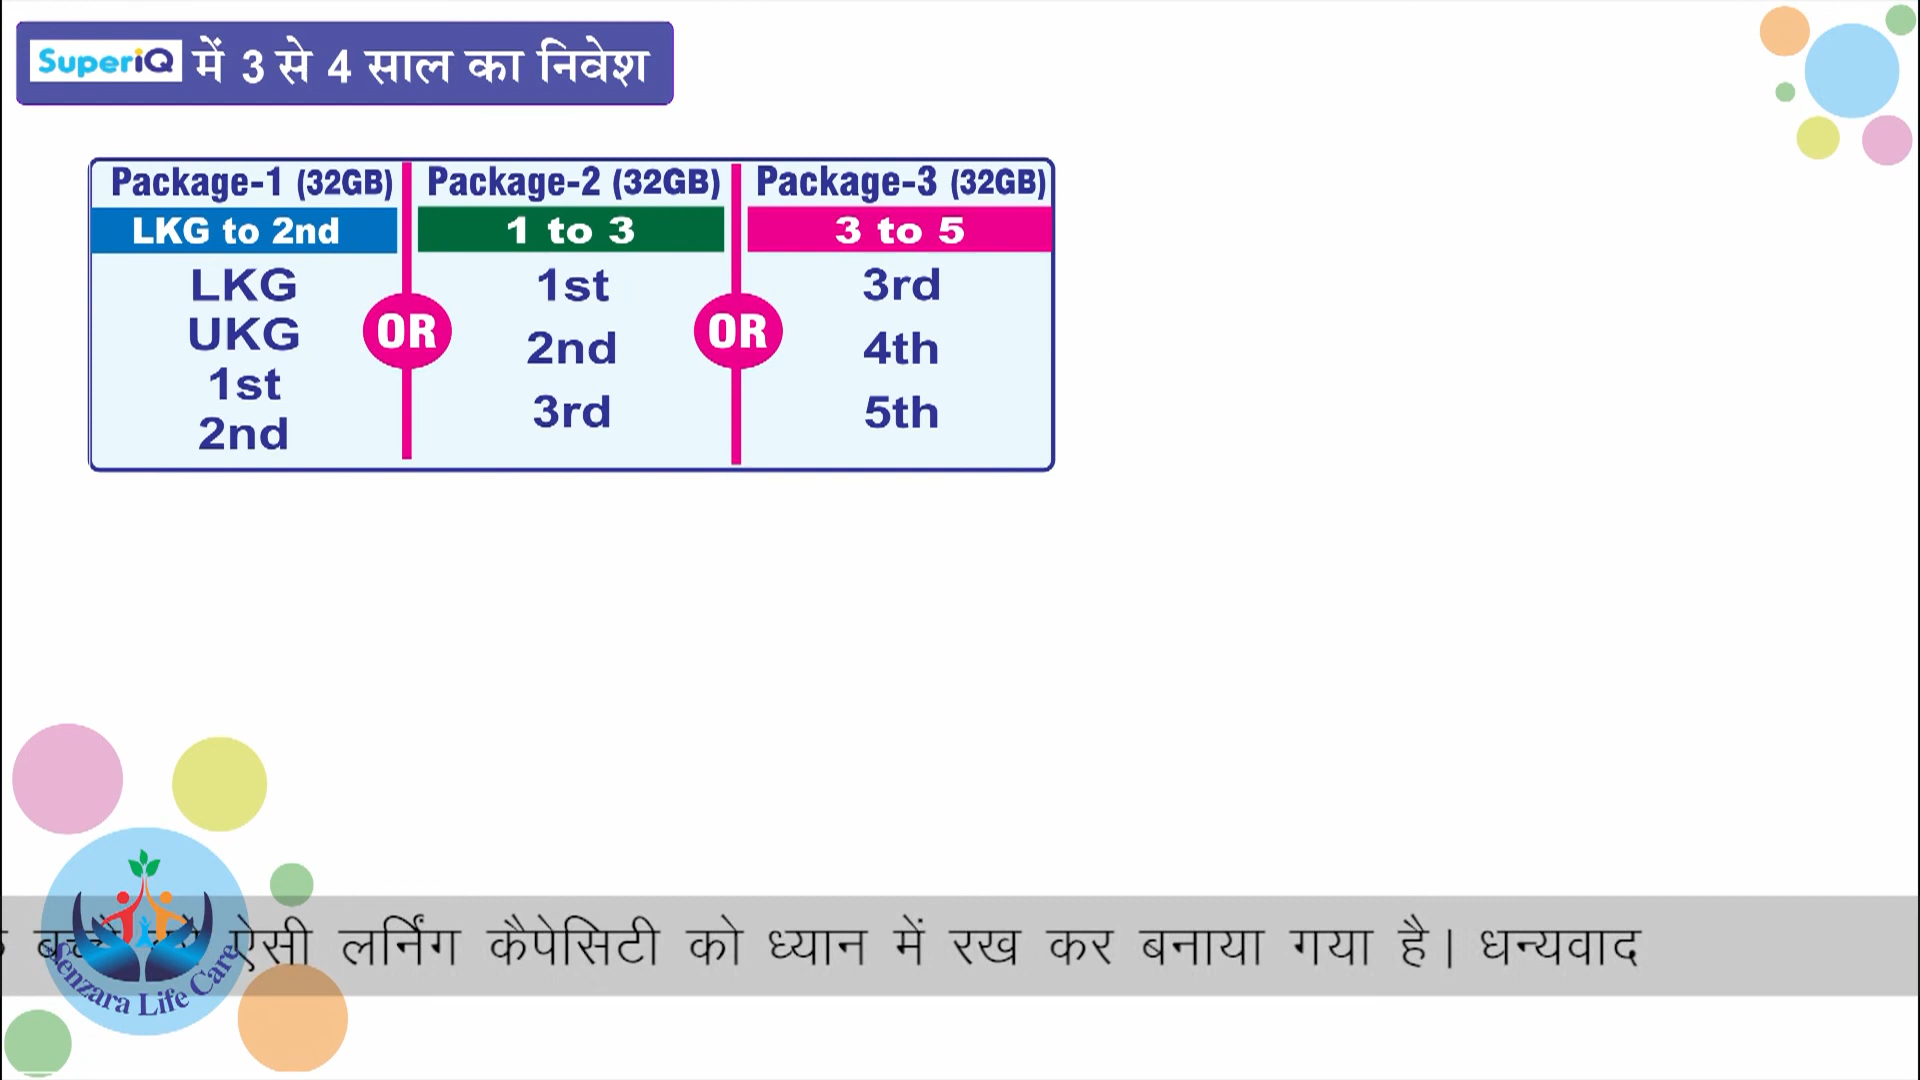 SuperiQ में 3 से 4 साल का निवेश
Package-1 (32GB)
LKG to 2nd
LKG
UKG
1st
2nd
OR
Package-2 (32GB)
1 to 3
1st
2nd
3rd
OR
Package-3 (32GB)
3 to 5
3rd
4th
5th
ऐसी लर्निंग कैपेसिटी को ध्यान में रख कर बनाया गया है। धन्यवाद
Senzara Life Care